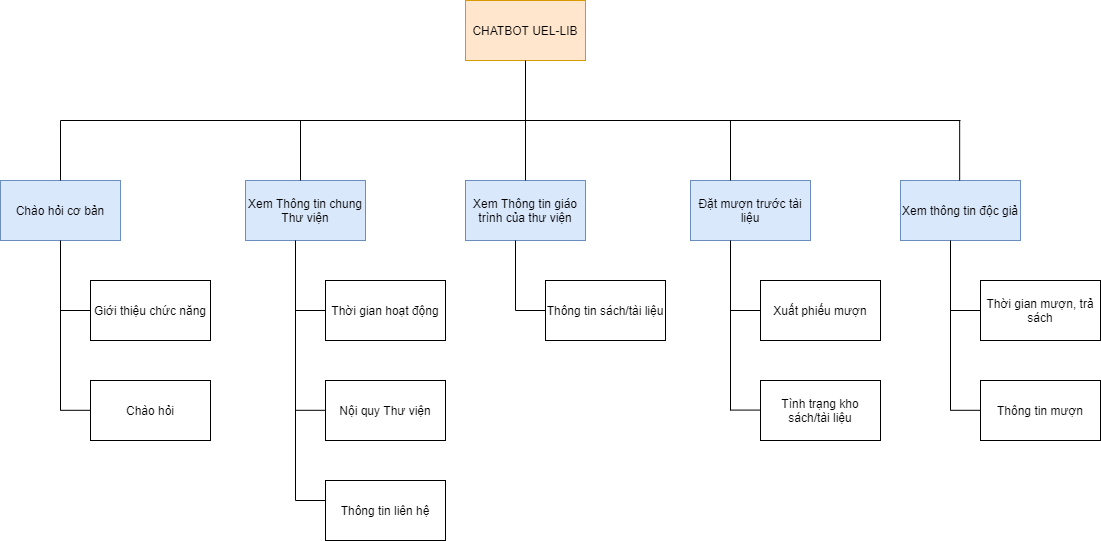 CHATBOT UEL-LIB
Chào hỏi cơ bản
Xem Thông tin chung
Thư viện
Xem Thông tin giáo
trình của thư viện
Đặt mượn trước tài
liệu
Xem thông tin độc giả
Giới thiệu chức năng
Thời gian hoạt động
Thông tin sách/tài liệu
Xuất phiếu mượn
Thời gian mượn, trả
sách
Chào hỏi
Nội quy Thư viện
Tình trạng kho
sách/tài liệu
Thông tin mượn
Thông tin liên hệ